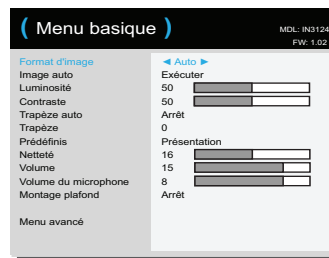 ( Menu basique )
MDL: IN3124
FW: 1.02
Format d'image ◄ Auto ►
Image auto Exécuter
Luminosité 50
Contraste 50
Trapèze auto Arrêt
Trapèze 0
Prédéfinis Présentation
Netteté 16
Volume 15
Volume du microphone 8
Montage plafond Arrêt
Menu avancé